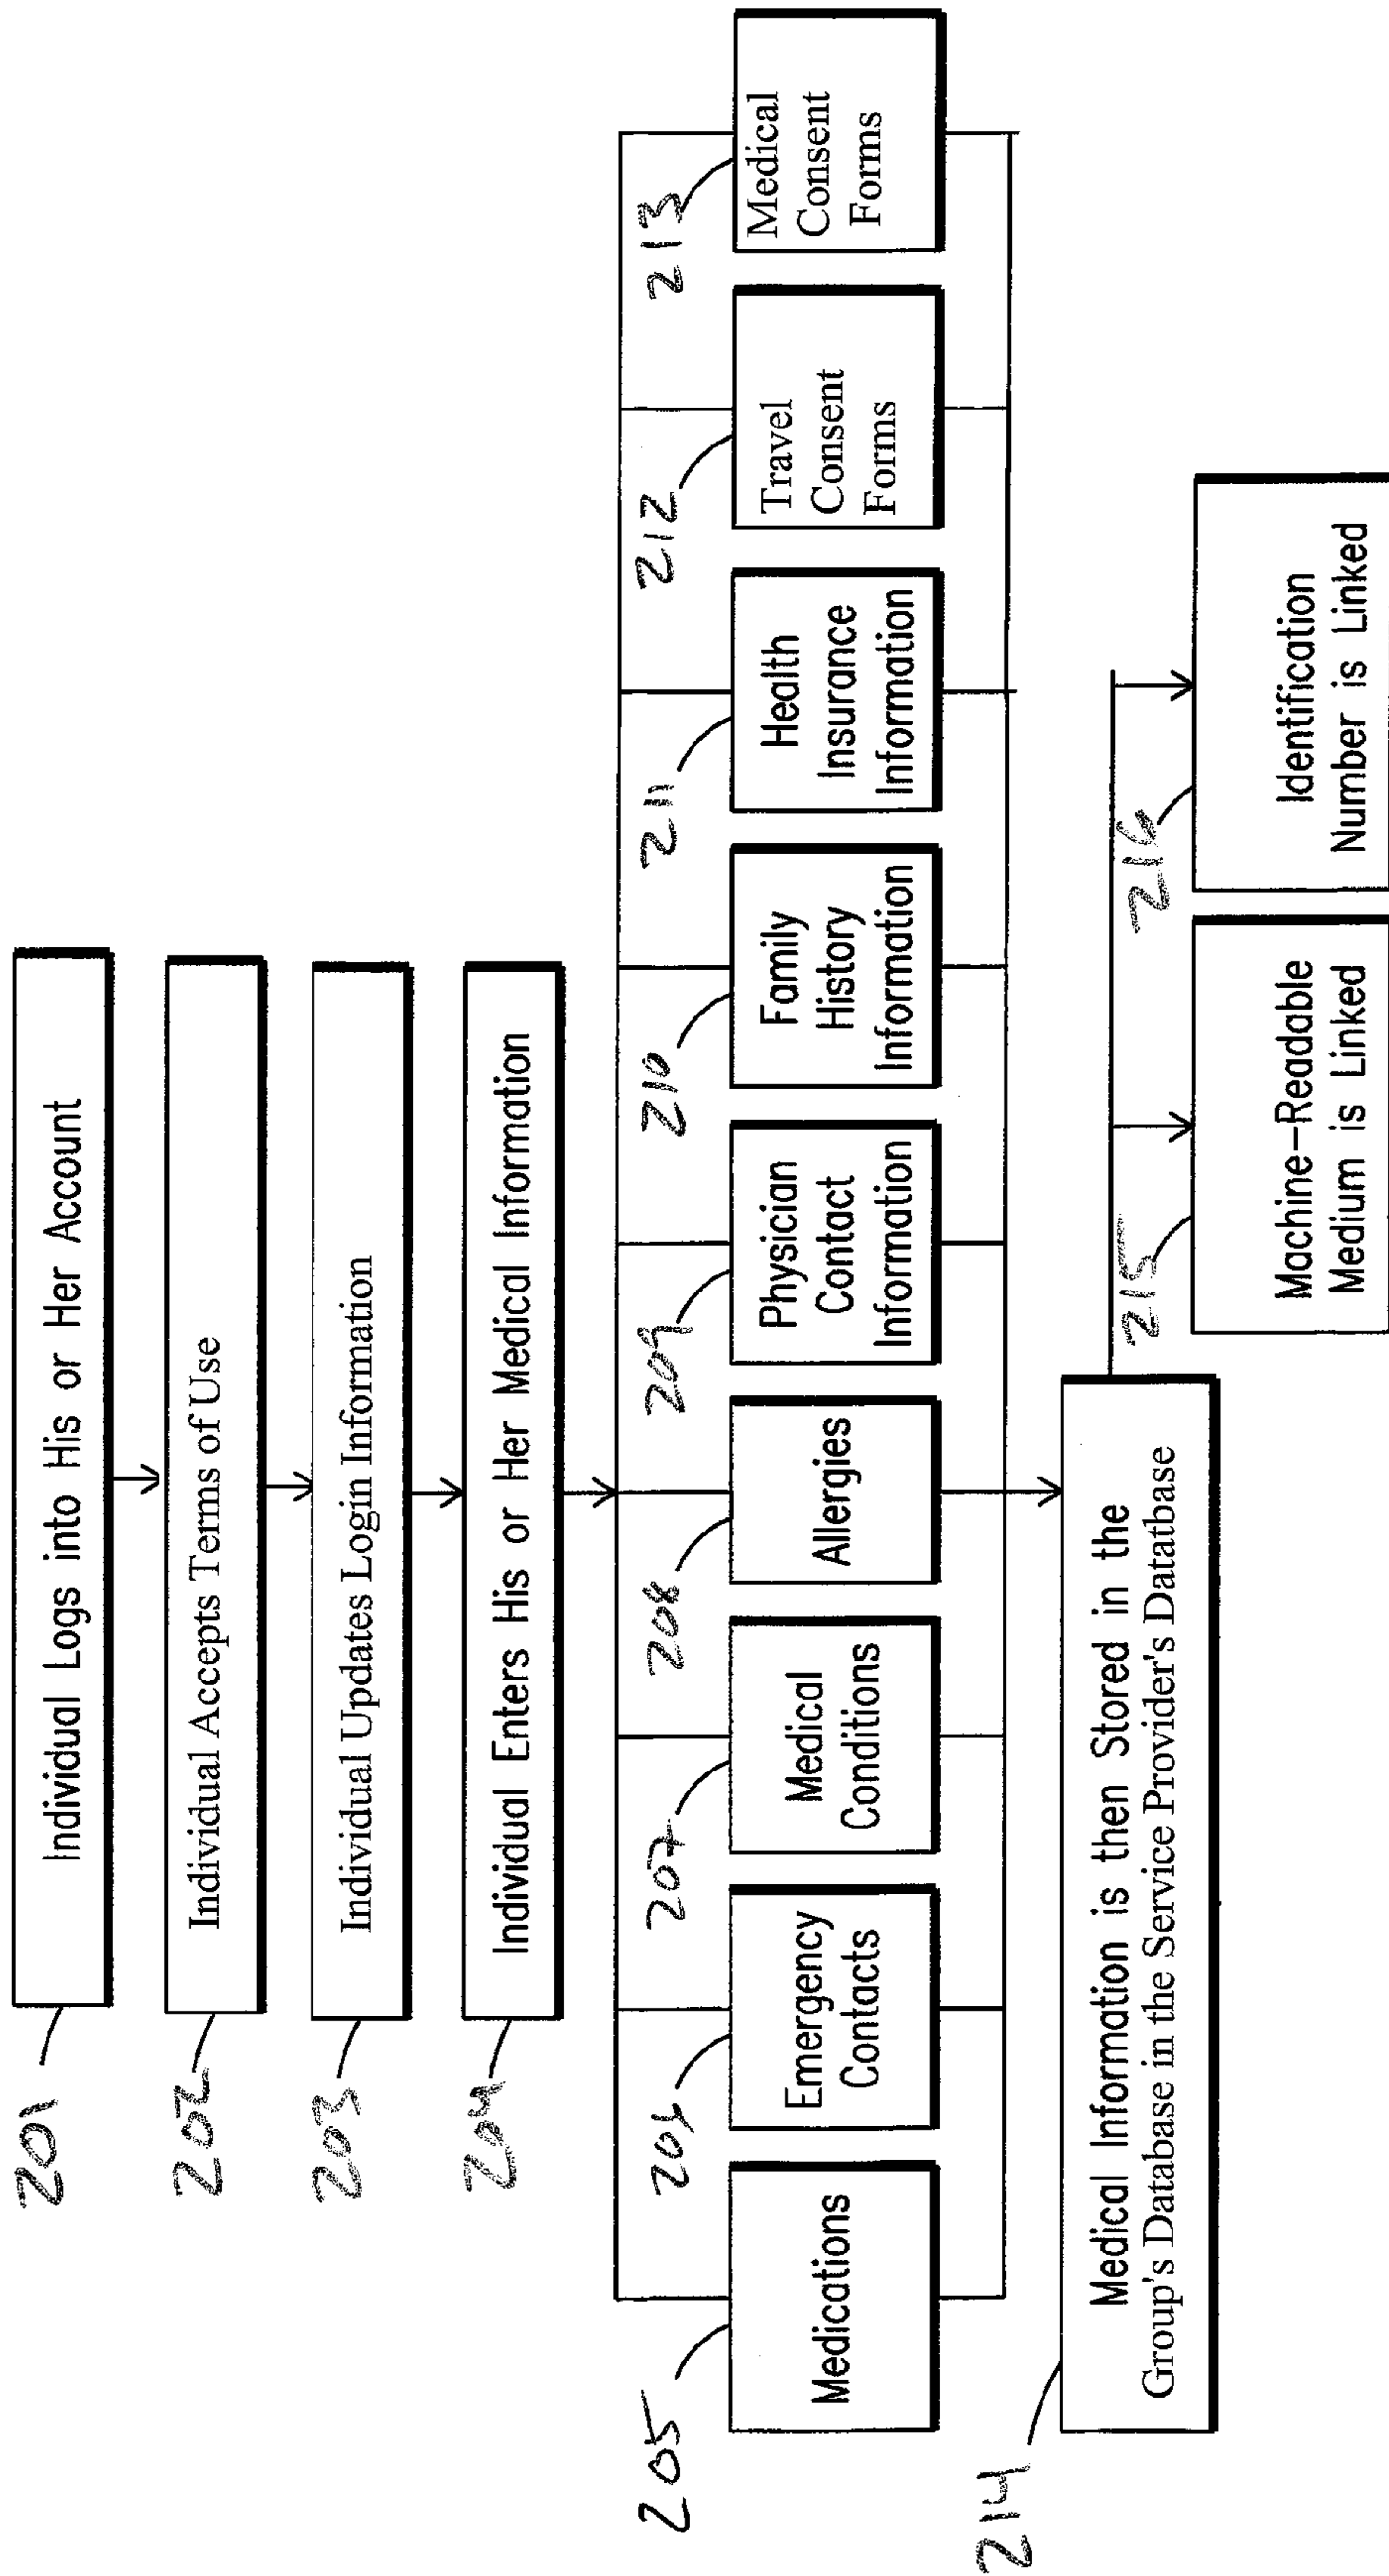 201
Individual Logs into His or Her Account
202
Individual Accepts Terms of Use
203
Individual Updates Login Information
204
Individual Enters His or Her Medical Information
205
Medications
206
Emergency
Contacts
207
Medical
Conditions
208
Allergies
209
Physician
Contact
Information
210
Family
History
Information
211
Health
Insurance
Information
212
Travel
Consent
Forms
213
Medical
Consent
Forms
214
Medical Information is then Stored in the
Group's Database in the Service Provider's Datatbase
215
Machine-Readable
Medium is Linked
216
Identification
Number is Linked